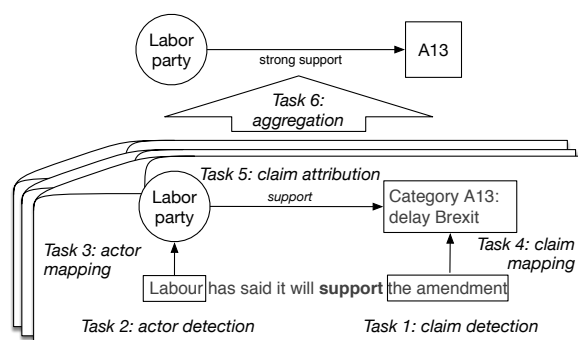 Labor
party
strong support
A13
Task 6:
aggregation
Task 5: claim attribution
Labor
party
support
Category A13:
delay Brexit
Task 3: actor
mapping
Task 4: claim
mapping
Labour has said it will support the amendment
Task 2: actor detection
Task 1: claim detection